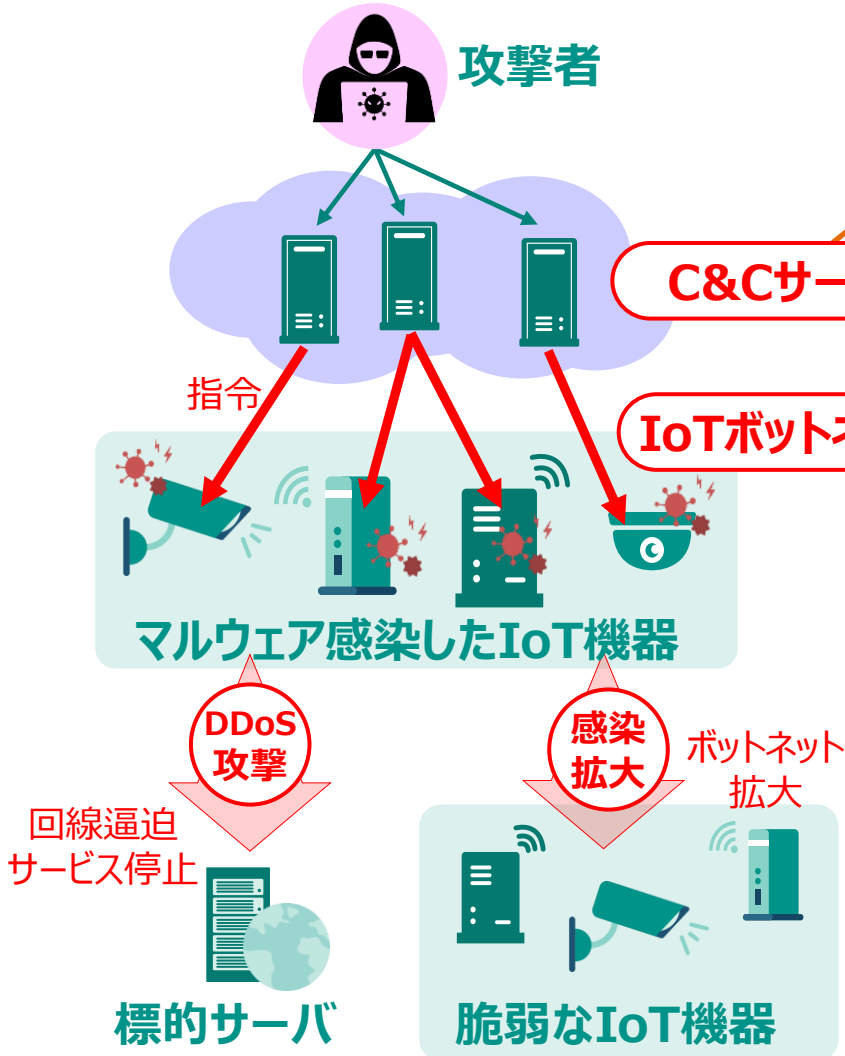 攻撃者
C&Cサー
指令
IoTボット
マルウェア感染したIoT機器
DDoS
攻撃
感染
拡大
ボットネット
拡大
回線逼迫
サービス停止
標的サーバ
脆弱なIoT機器